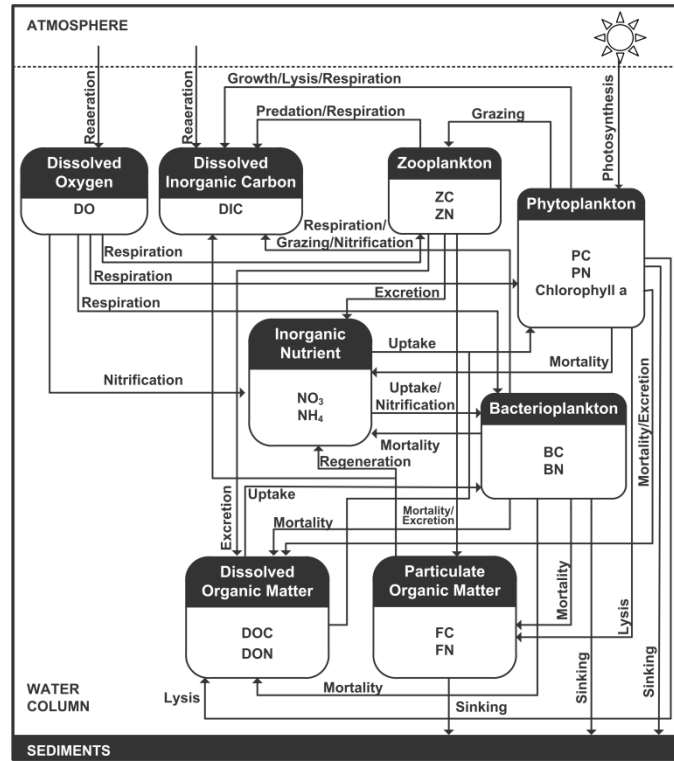 ATMOSPHERE
Reaeration
Reaeration
Growth/Lysis/Respiration
Predation/Respiration
Grazing
Photosynthesis
Dissolved
Oxygen
DO
Dissolved
Inorganic Carbon
DIC
Zooplankton
ZC
ZN
Phytoplankton
PC
PN
Chlorophyll a
Respiration/
Grazing/Nitrification
Respiration
Respiration
Respiration
Excretion
Inorganic
Nutrient
NO₃
NH₄
Uptake
Mortality
Nitrification
Uptake/
Nitrification
Bacterioplankton
BC
BN
Mortality
Regeneration
Mortality/Excretion
Uptake
Excretion
Mortality
Mortality/
Excretion
Dissolved
Organic Matter
DOC
DON
Particulate
Organic Matter
FC
FN
Mortality
Lysis
Mortality
Lysis
Sinking
Sinking
Sinking
WATER
COLUMN
SEDIMENTS